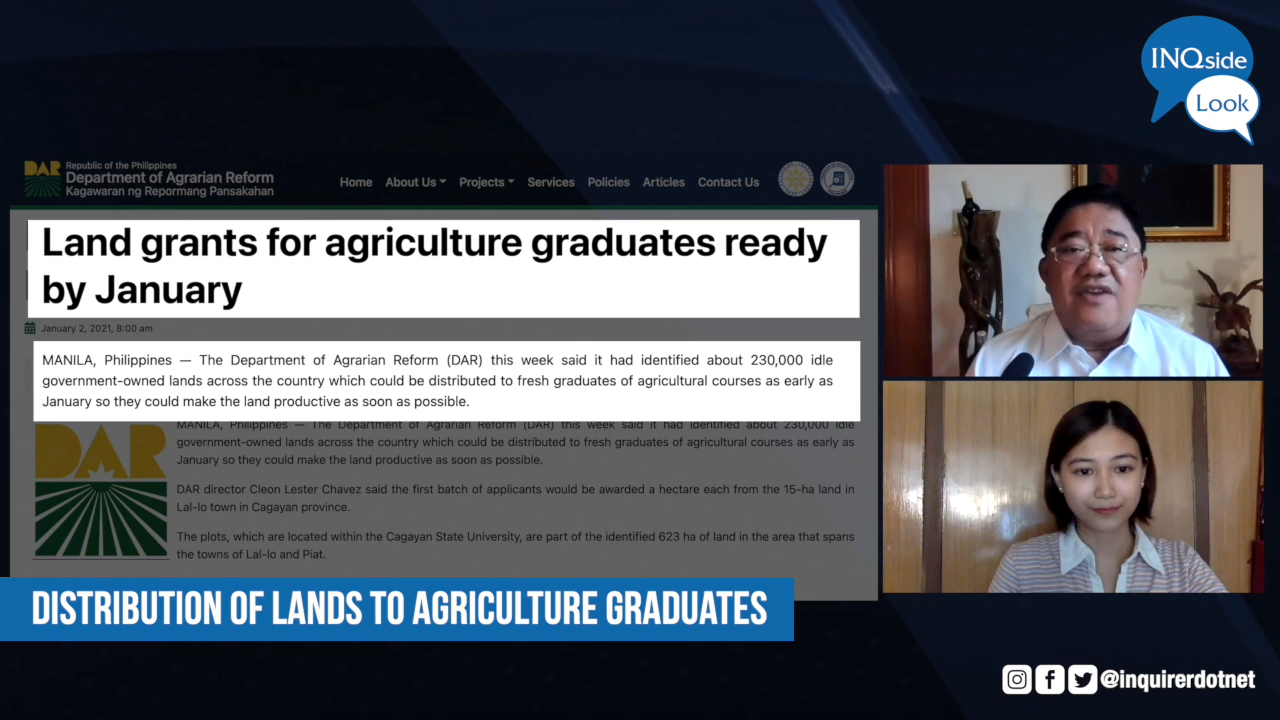 INQside
Look
DAR
Republic of the Philippines
Department of Agrarian Reform
Kagawaran ng Repormang Pansakahan
Home About Us Projects Services Policies Articles Contact Us
Land grants for agriculture graduates ready
by January
January 2, 2021, 8:00 am
MANILA, Philippines — The Department of Agrarian Reform (DAR) this week said it had identified about 230,000 idle
government-owned lands across the country which could be distributed to fresh graduates of agricultural courses as early as
January so they could make the land productive as soon as possible.
DAR
MANILA, Philippines — The Department of Agrarian Reform (DAR) this week said it had identified about 230,000 idle
government-owned lands across the country which could be distributed to fresh graduates of agricultural courses as early as
January so they could make the land productive as soon as possible.
DAR director Cleon Lester Chavez said the first batch of applicants would be awarded a hectare each from the 15-ha land in
Lal-lo town in Cagayan province.
The plots, which are located within the Cagayan State University, are part of the identified 623 ha of land in the area that spans
the towns of Lal-lo and Piat.
DISTRIBUTION OF LANDS TO AGRICULTURE GRADUATES
@inquirerdotnet